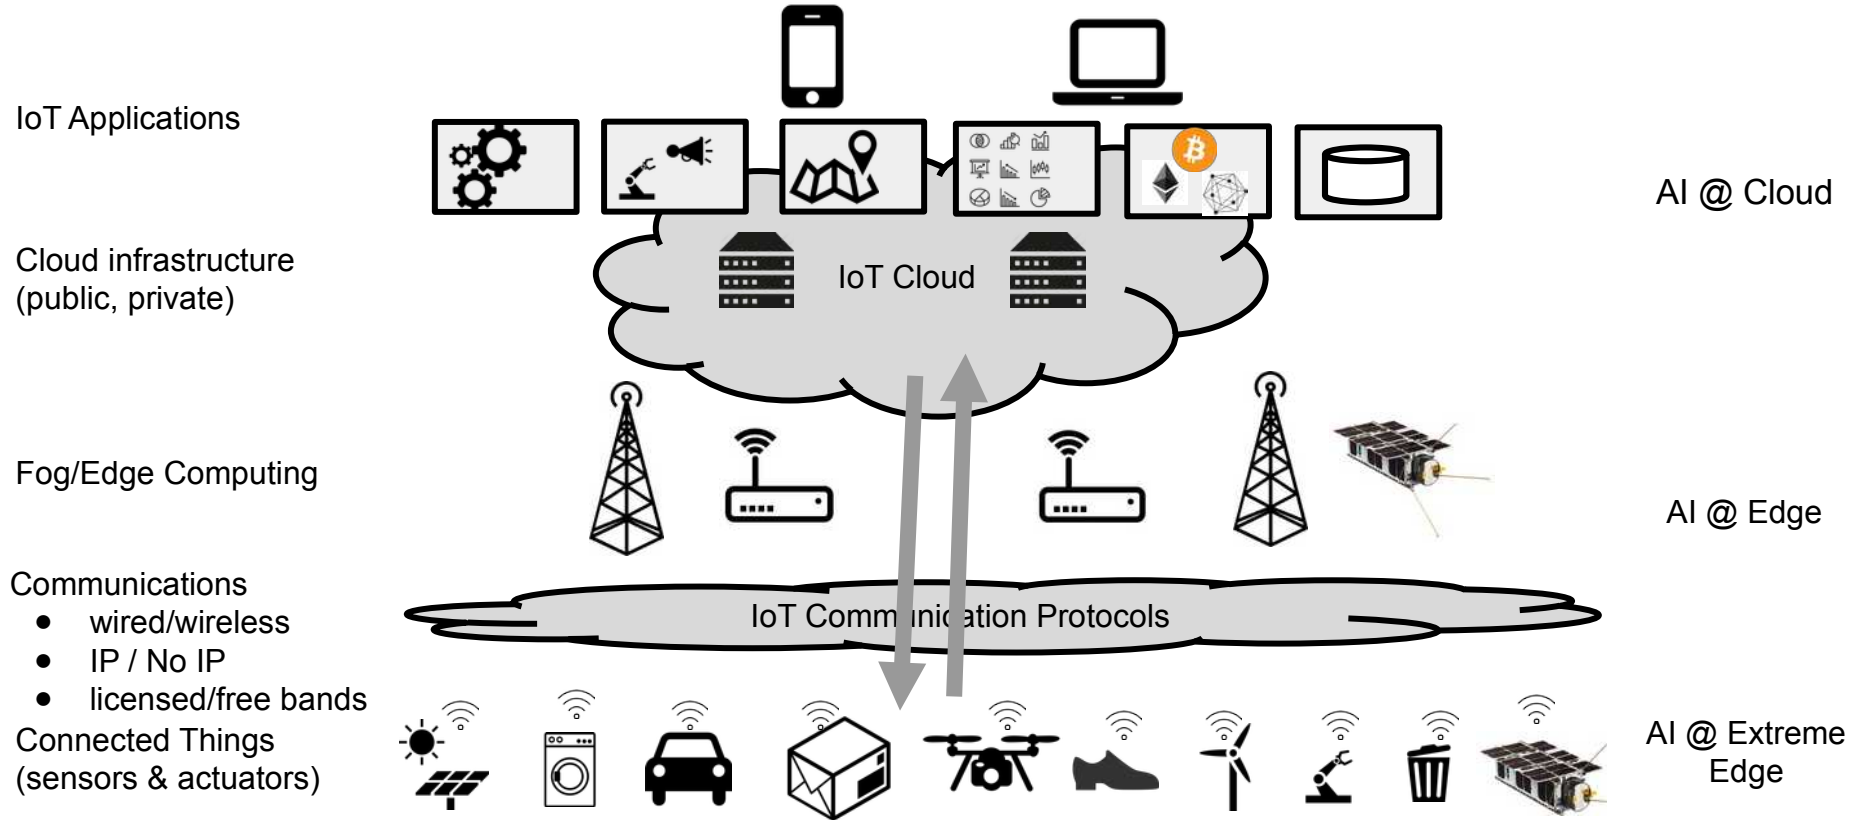 IoT Applications
AI @ Cloud
Cloud infrastructure
(public, private)
IoT Cloud
Fog/Edge Computing
AI @ Edge
Communications
● wired/wireless
● IP / No IP
● licensed/free bands
IoT Communication Protocols
Connected Things
(sensors & actuators)
AI @ Extreme
Edge